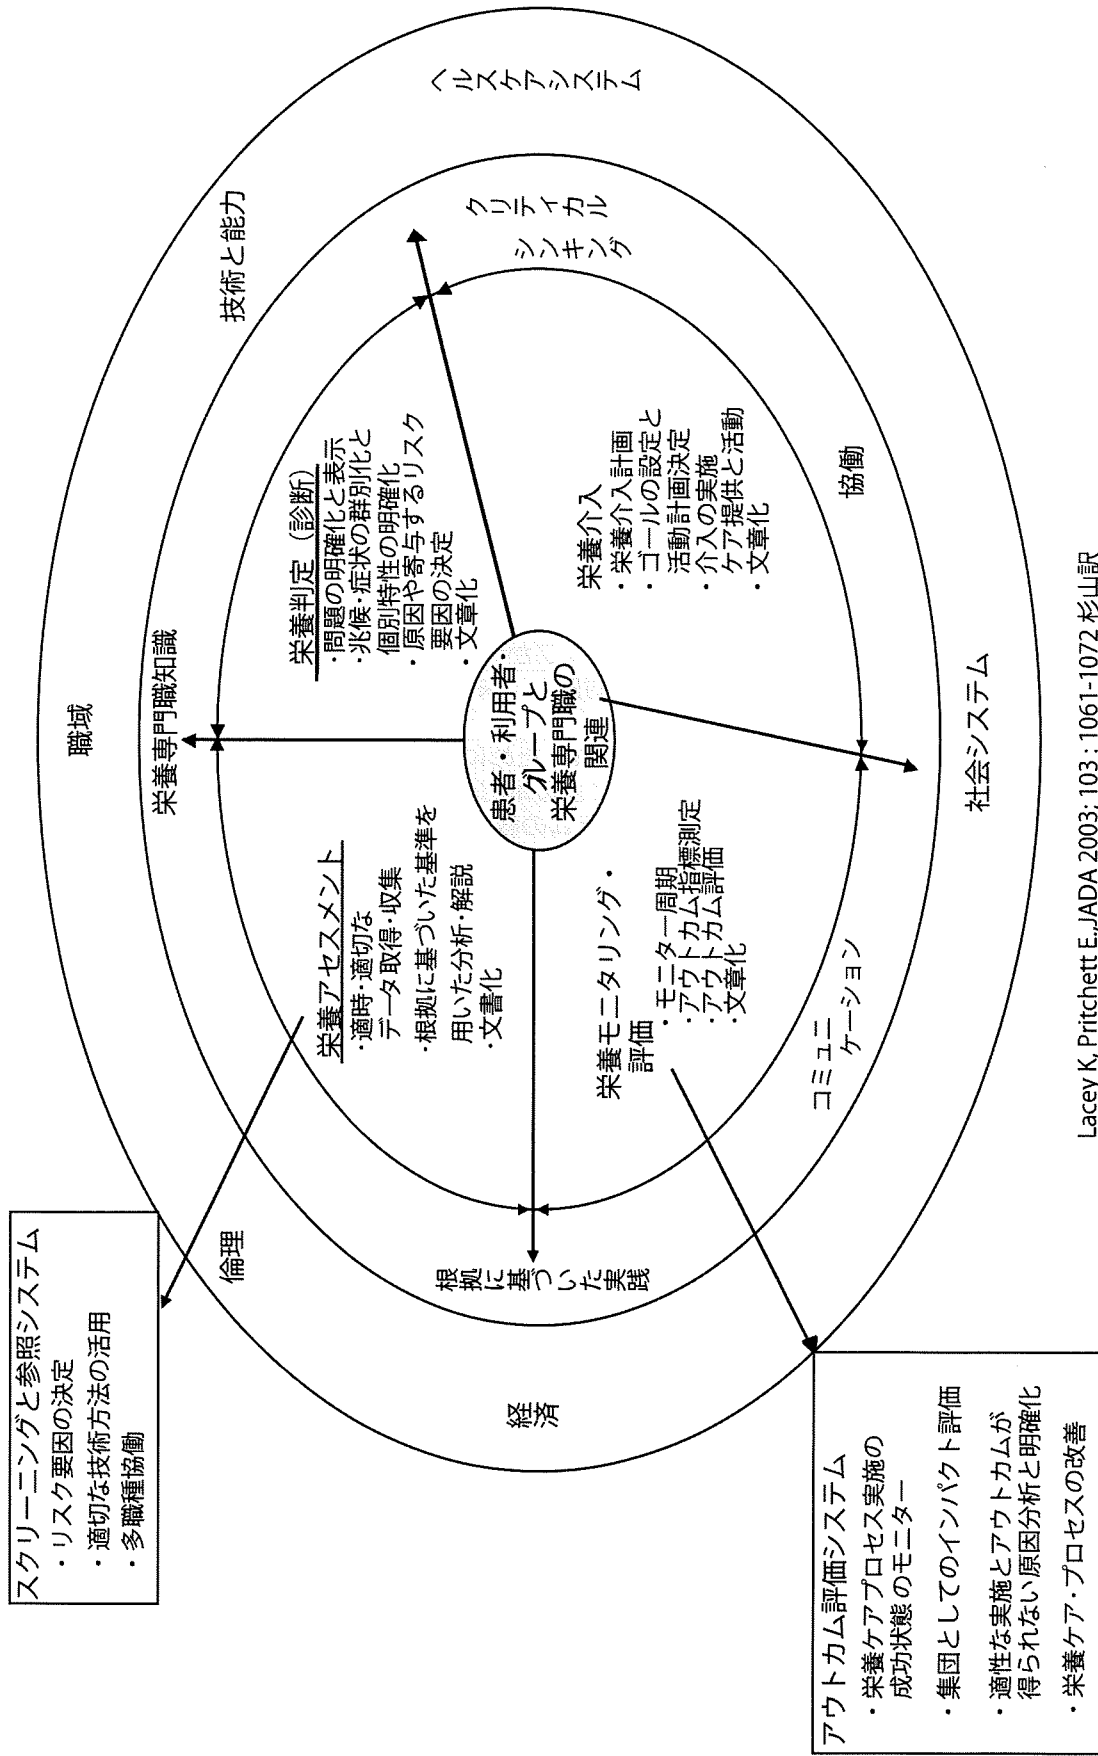 スクリーニングと参照システム
・リスク要因の決定
・適切な技術方法の活用
・多職種協働
職域
技術と能力
倫理
栄養専門職知識
栄養アセスメント
・適時・適切な
データ取得・収集
・根拠に基づいた基準を
用いた分析・解説
・文書化
栄養判定（診断）
・問題の明確化と表示
・兆候・症状の群別化と
個別特性の明確化
・原因や寄与するリスク
要因の決定
・文章化
ヘルスケアシステム
クリティカル
シンキング
経済
根拠に基づいた実践
患者・利用者・
グループと
栄養専門職の
関連
栄養モニタリング・
評価
・モニター周期
・アウトカム指標測定
・アウトカム評価
・文章化
栄養介入
・栄養介入計画
・ゴールの設定と
活動計画決定
・介入の実施
ケア提供と活動
・文章化
コミュニ
ケーション
協働
社会システム
アウトカム評価システム
・栄養ケアプロセス実施の
成功状態のモニター
・集団としてのインパクト評価
・適性な実施とアウトカムが
得られない原因分析と明確化
・栄養ケア・プロセスの改善
Lacey K, Pritchett E.,JADA 2003; 103 : 1061-1072 杉山訳